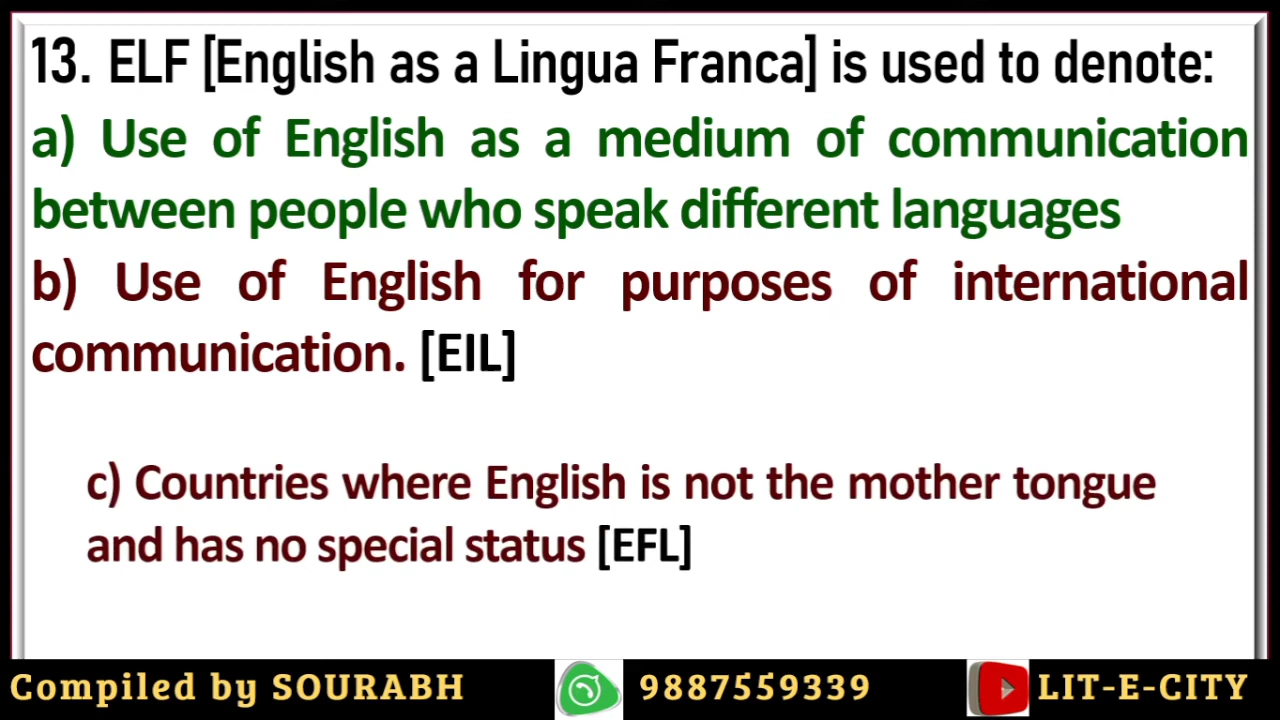 13. ELF [English as a Lingua Franca] is used to denote:
a) Use of English as a medium of communication
between people who speak different languages
b) Use of English for purposes of international
communication. [EIL]
c) Countries where English is not the mother tongue
and has no special status [EFL]
Compiled by SOURABH 9887559339 LIT-E-CITY